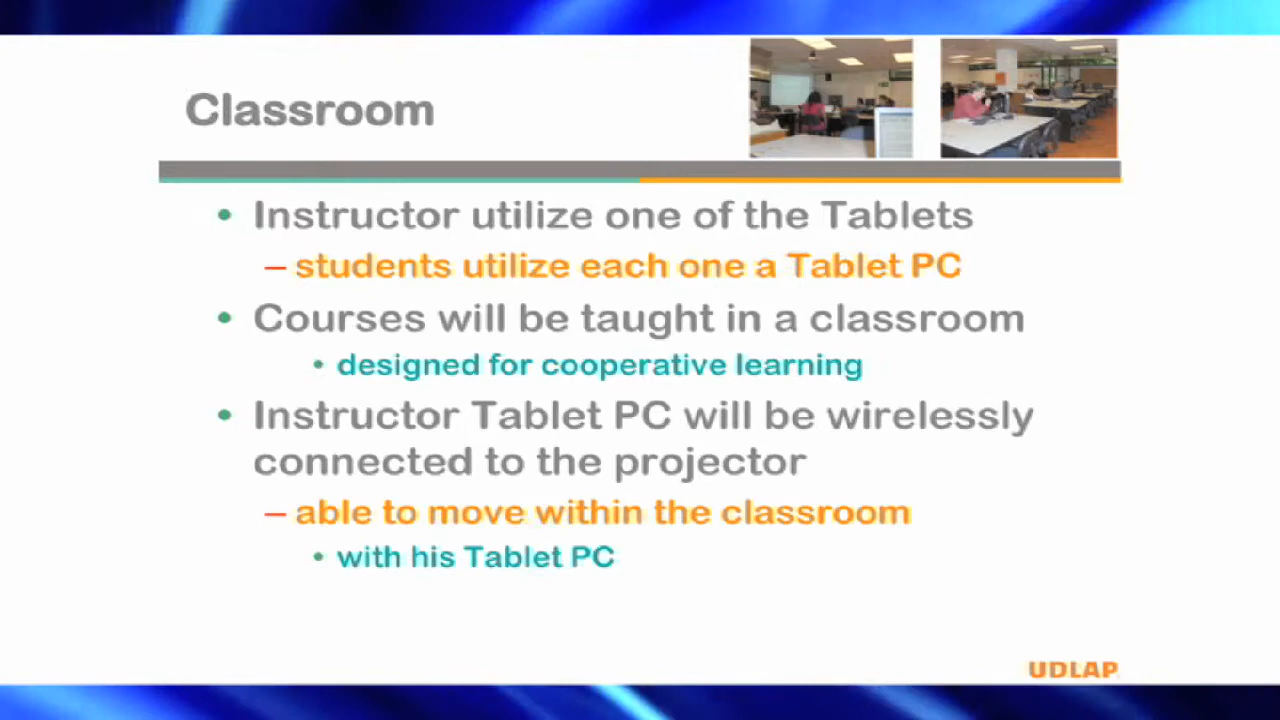 Classroom
• Instructor utilize one of the Tablets
– students utilize each one a Tablet PC
• Courses will be taught in a classroom
• designed for cooperative learning
• Instructor Tablet PC will be wirelessly
connected to the projector
– able to move within the classroom
• with his Tablet PC
UDLAP